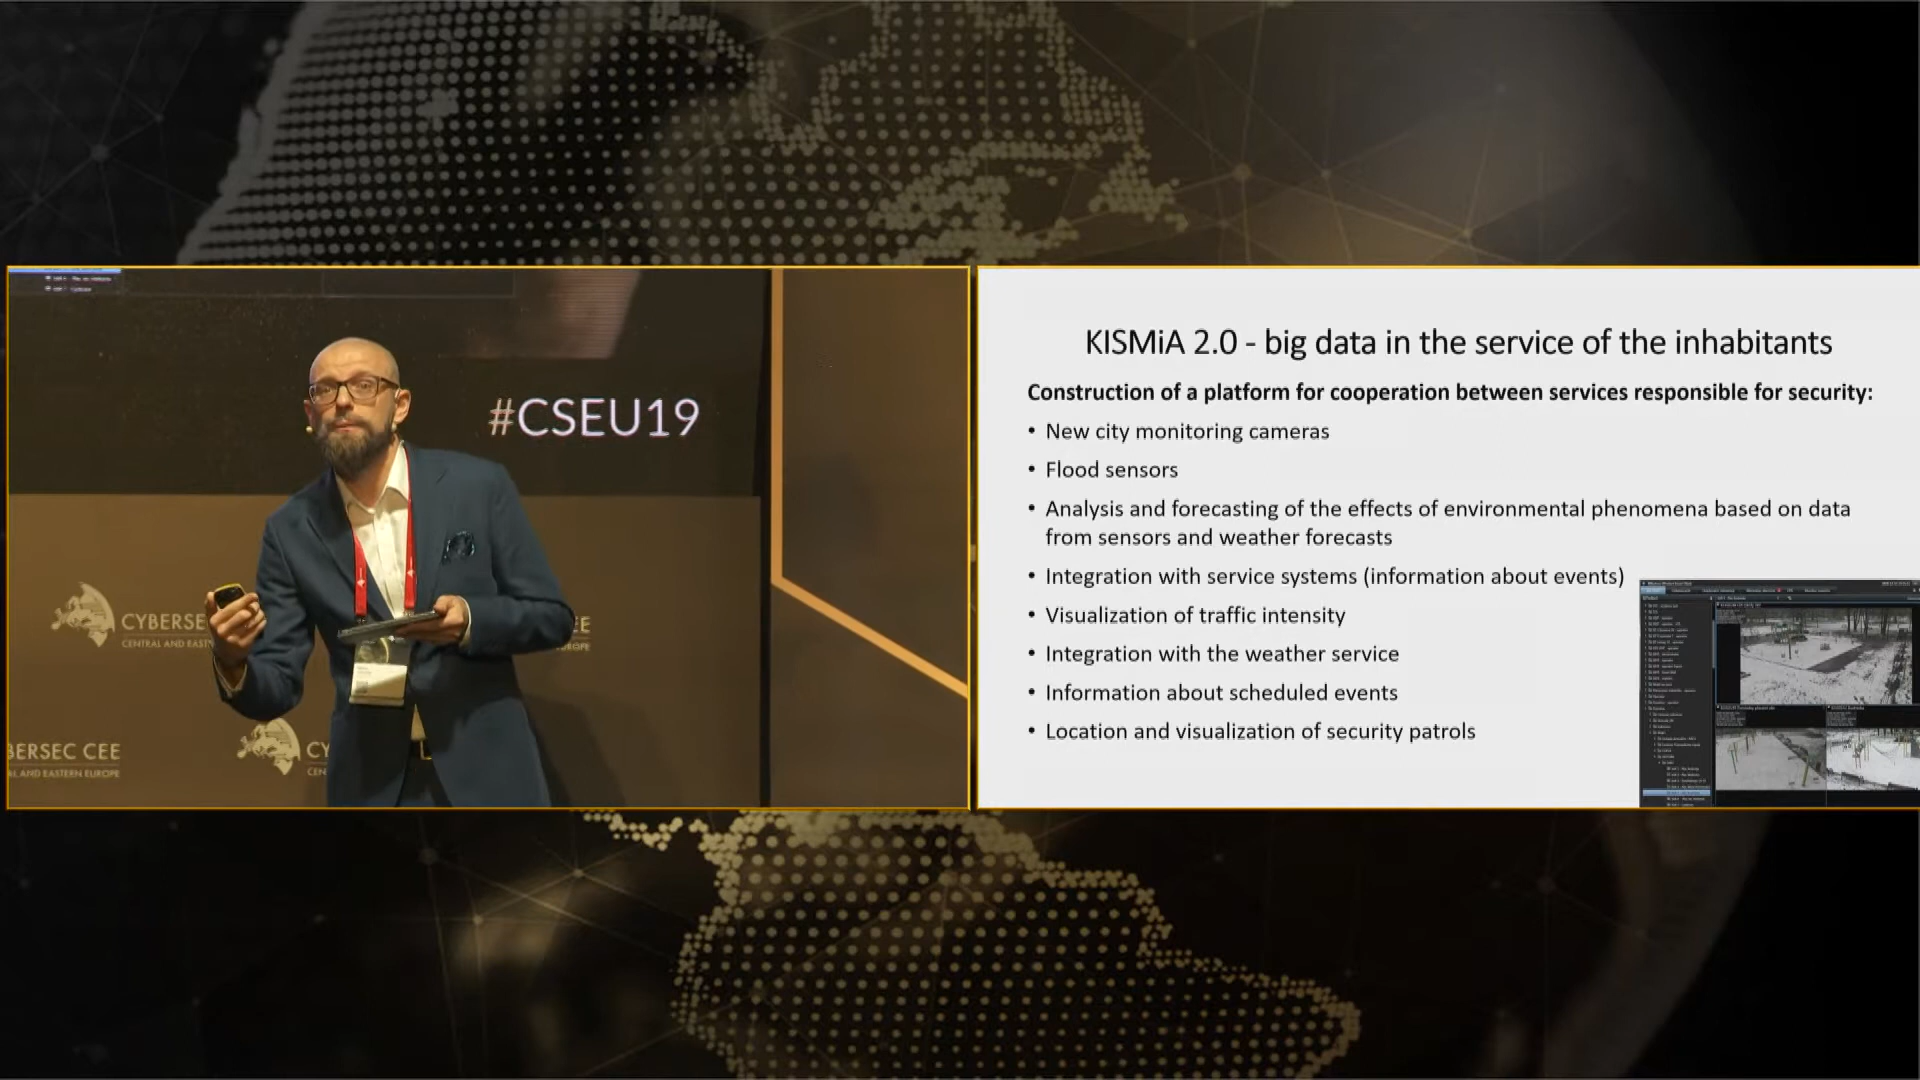 #CSEU19
CYBERSEC
CENTRAL AND EAST
EUROPE
BERSEC CEE
AL AND EASTERN EUROPE
CY
CEN
KISMiA 2.0 - big data in the service of the inhabitants
Construction of a platform for cooperation between services responsible for security:
• New city monitoring cameras
• Flood sensors
• Analysis and forecasting of the effects of environmental phenomena based on data
from sensors and weather forecasts
• Integration with service systems (information about events)
• Visualization of traffic intensity
• Integration with the weather service
• Information about scheduled events
• Location and visualization of security patrols